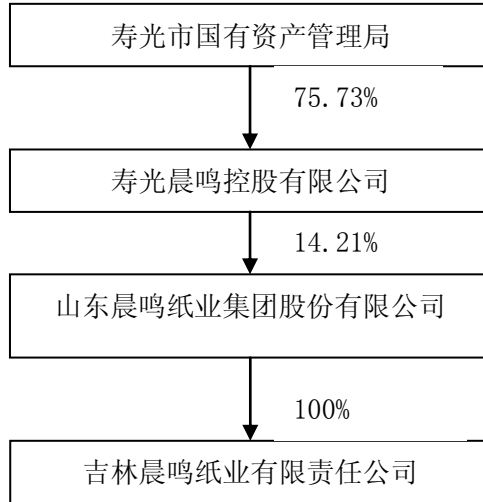 寿光市国有资产管理局
75.73%
寿光晨鸣控股有限公司
14.21%
山东晨鸣纸业集团股份有限公司
100%
吉林晨鸣纸业有限责任公司